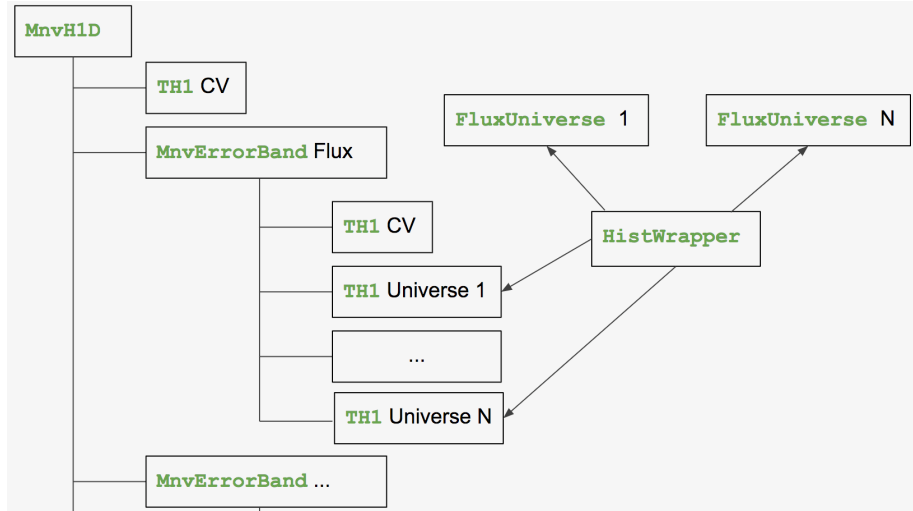 MnvH1D
TH1 CV
MnvErrorBand Flux
TH1 CV
TH1 Universe 1
...
TH1 Universe N
MnvErrorBand ...
FluxUniverse 1
FluxUniverse N
HistWrapper